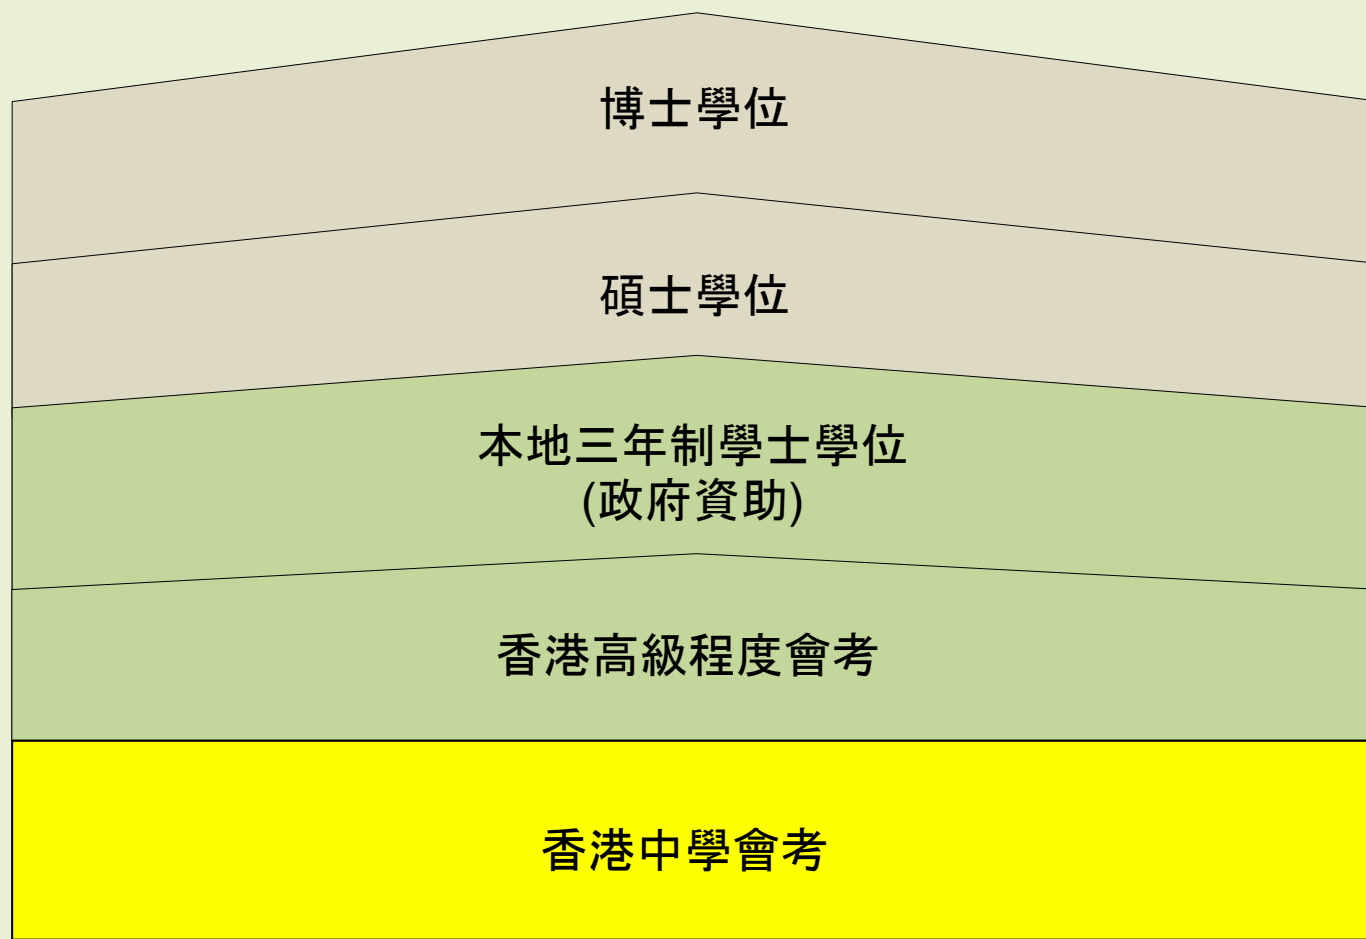 博士學位
碩士學位
本地三年制學士學位
(政府資助)
香港高級程度會考
香港中學會考